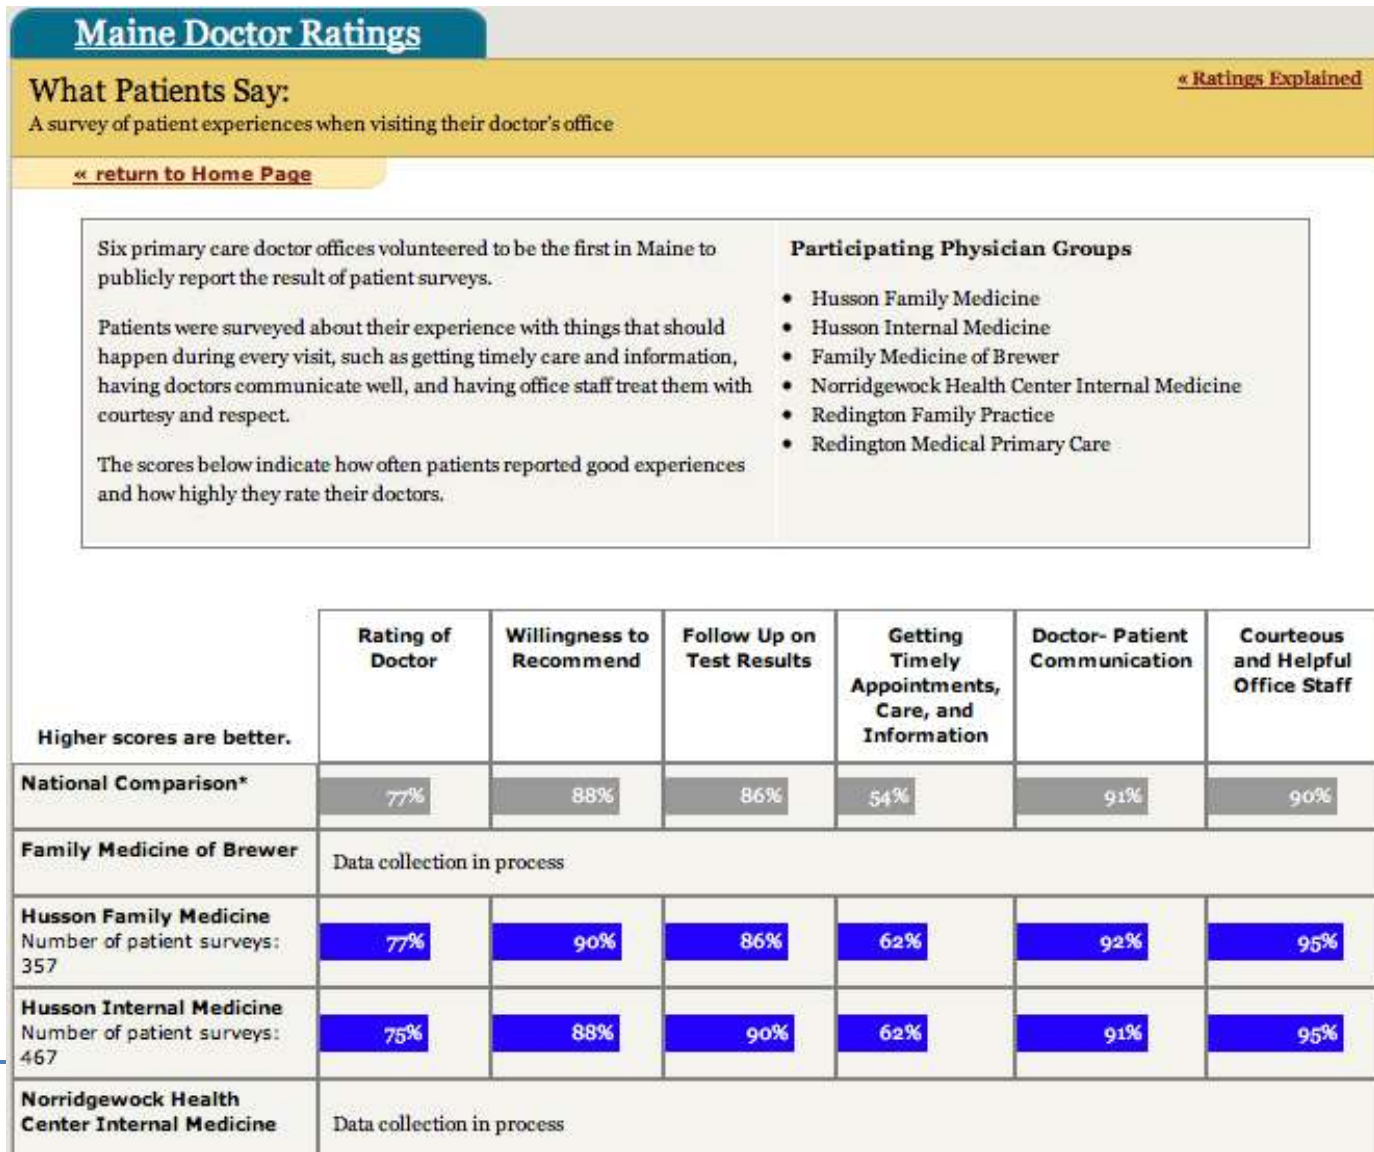 Maine Doctor Ratings
What Patients Say:
« Ratings Explained
A survey of patient experiences when visiting their doctor's office
« return to Home Page
Six primary care doctor offices volunteered to be the first in Maine to
publicly report the result of patient surveys.
Patients were surveyed about their experience with things that should
happen during every visit, such as getting timely care and information,
having doctors communicate well, and having office staff treat them with
courtesy and respect.
The scores below indicate how often patients reported good experiences
and how highly they rate their doctors.
Participating Physician Groups
• Husson Family Medicine
• Husson Internal Medicine
• Family Medicine of Brewer
• Norridgewock Health Center Internal Medicine
• Redington Family Practice
• Redington Medical Primary Care
Higher scores are better.
Rating of
Doctor
Willingness to
Recommend
Follow Up on
Test Results
Getting
Timely
Appointments,
Care, and
Information
Doctor- Patient
Communication
Courteous
and Helpful
Office Staff
National Comparison*
77% 88% 86% 54% 91% 90%
Family Medicine of Brewer
Data collection in process
Husson Family Medicine
Number of patient surveys:
357
77% 90% 86% 62% 92% 95%
Husson Internal Medicine
Number of patient surveys:
467
75% 88% 90% 62% 91% 95%
Norridgewock Health
Center Internal Medicine
Data collection in process